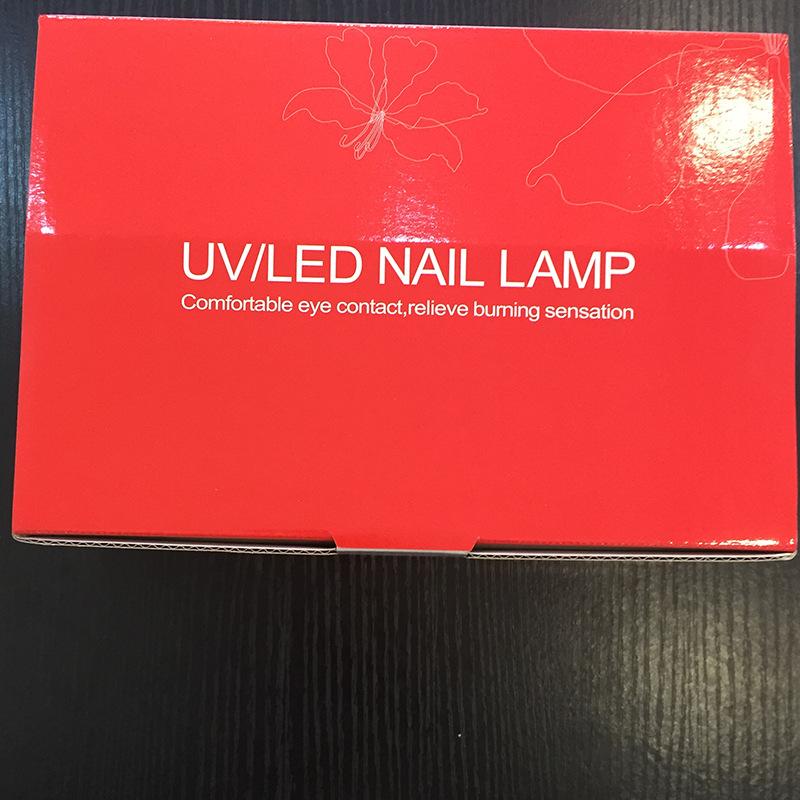 UV/LED NAIL LAMP
Comfortable eye contact,relieve burning sensation